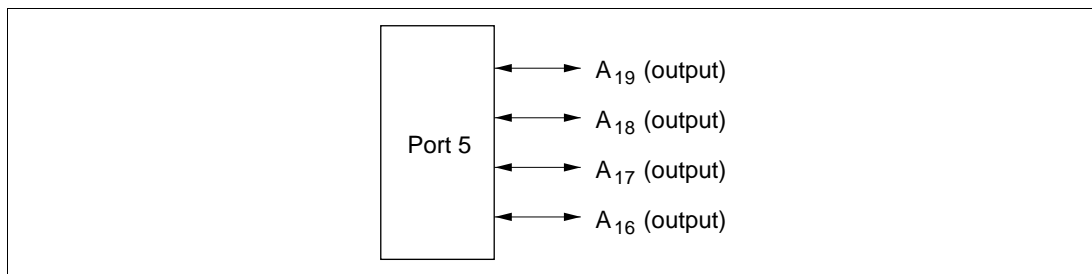 A19 (output)
A18 (output)
Port 5
A17 (output)
A16 (output)